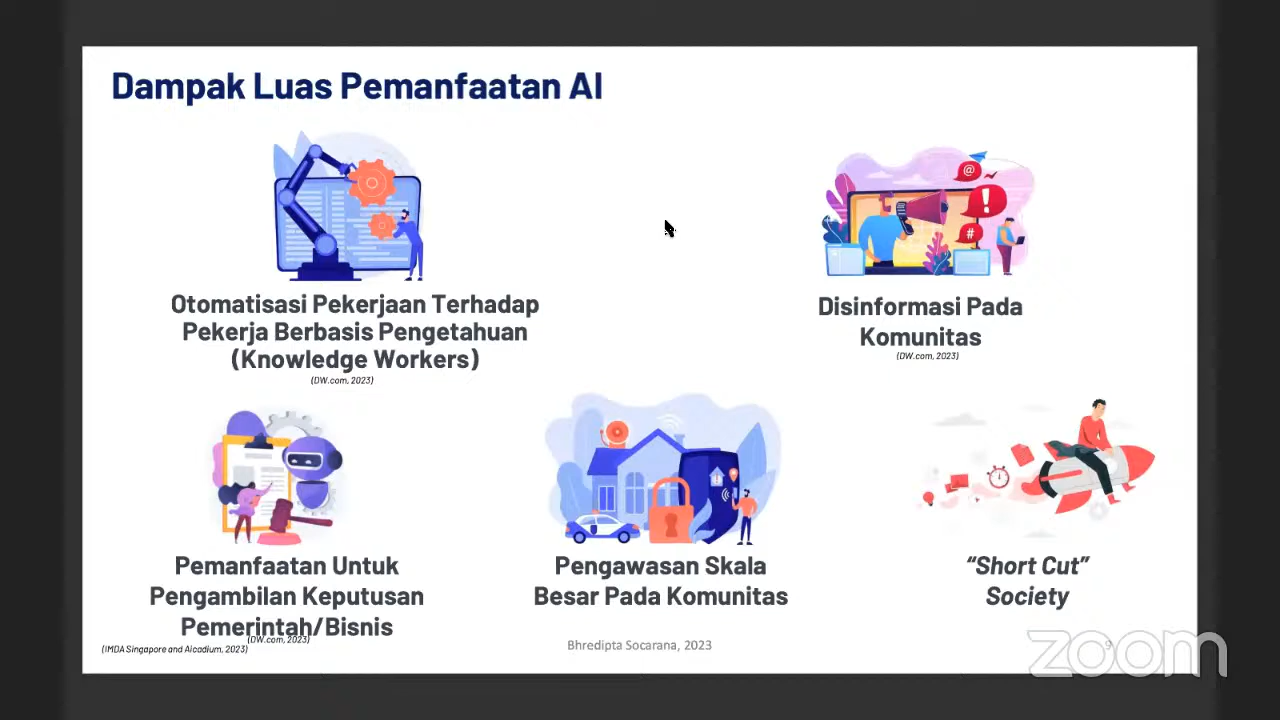 Dampak Luas Pemanfaatan AI
@
!
#
Otomatisasi Pekerjaan Terhadap
Pekerja Berbasis Pengetahuan
(Knowledge Workers)
(DW.com, 2023)
Disinformasi Pada
Komunitas
(DW.com, 2023)
Pemanfaatan Untuk
Pengambilan Keputusan
Pemerintah/Bisnis
(DW.com, 2023)
(IMDA Singapore and Aicadium, 2023)
Pengawasan Skala
Besar Pada Komunitas
“Short Cut”
Society
Bhredipta Socarana, 2023
9
zoom